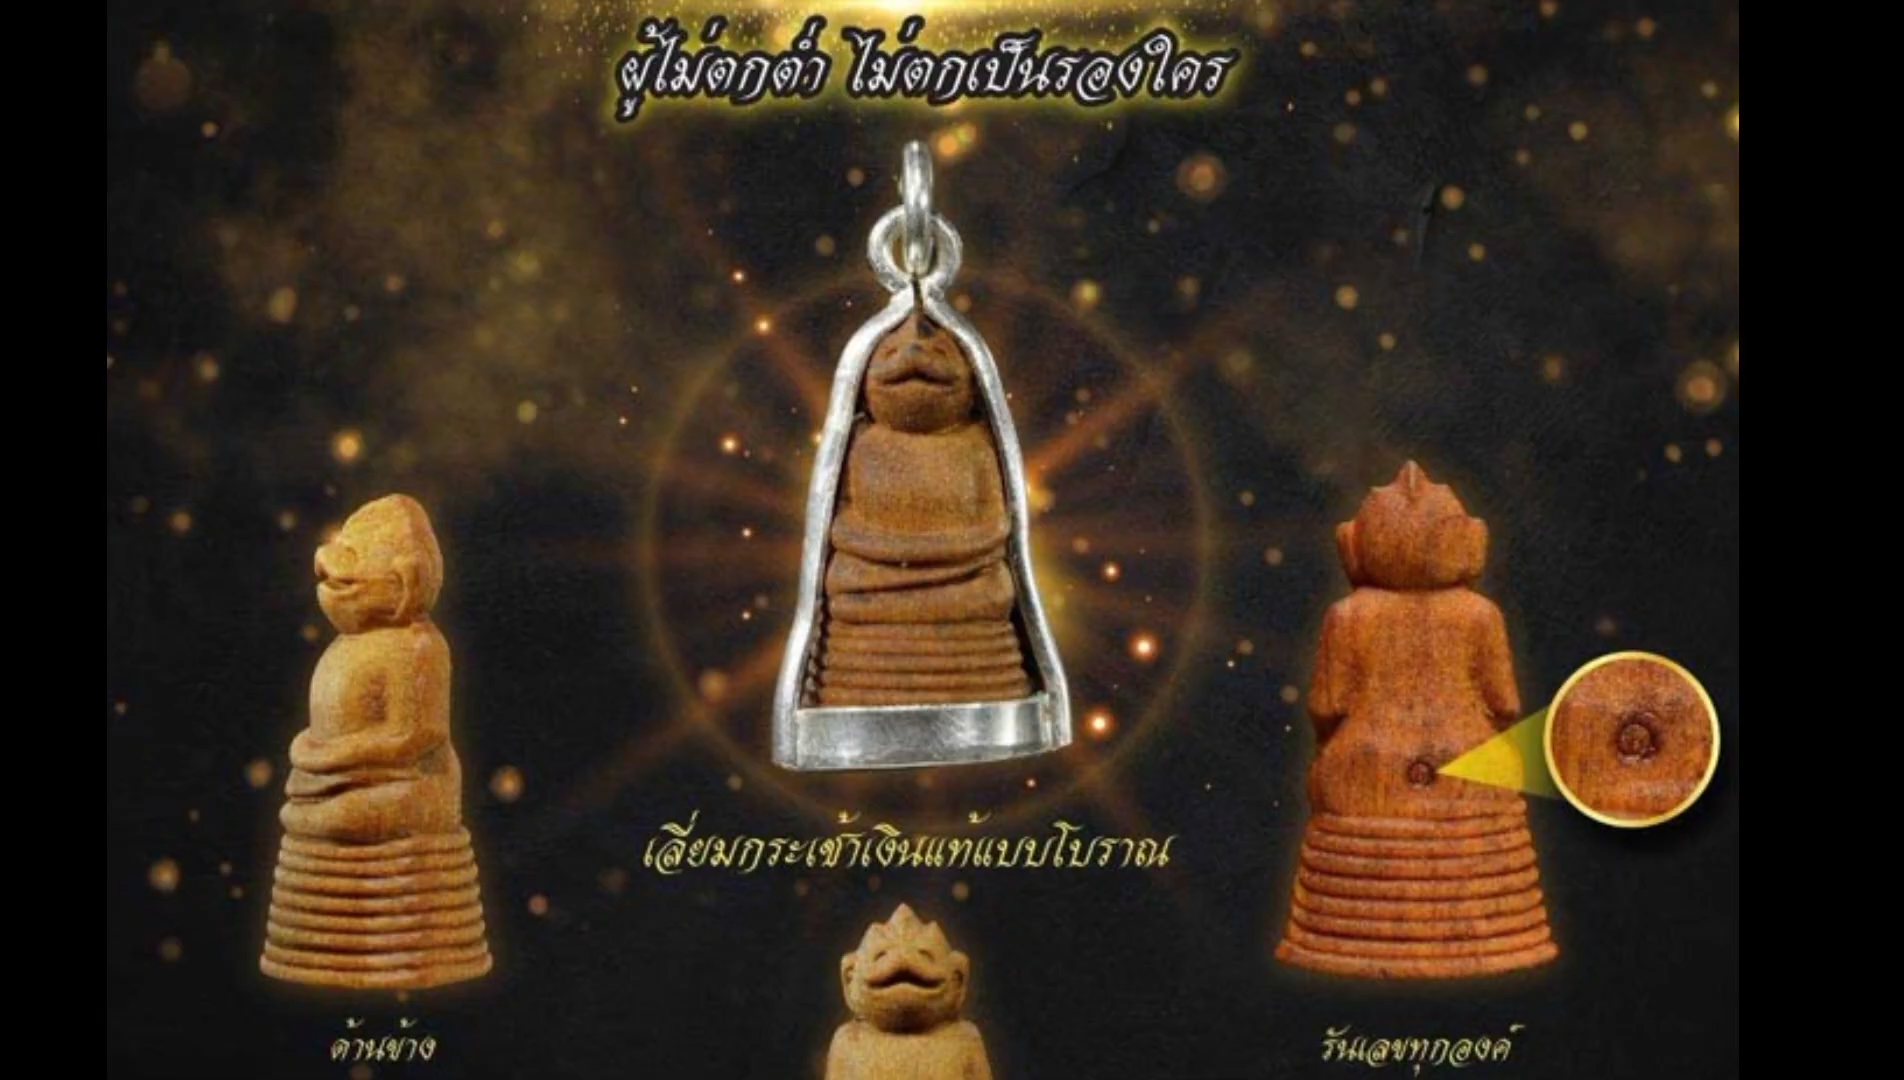 ผู้ไม่ตกต่ำ ไม่ตกเป็นรองใคร
เลี่ยมกระเช้าเงินแท้แบบโบราณ
ด้านข้าง
รันเลขทุกองค์